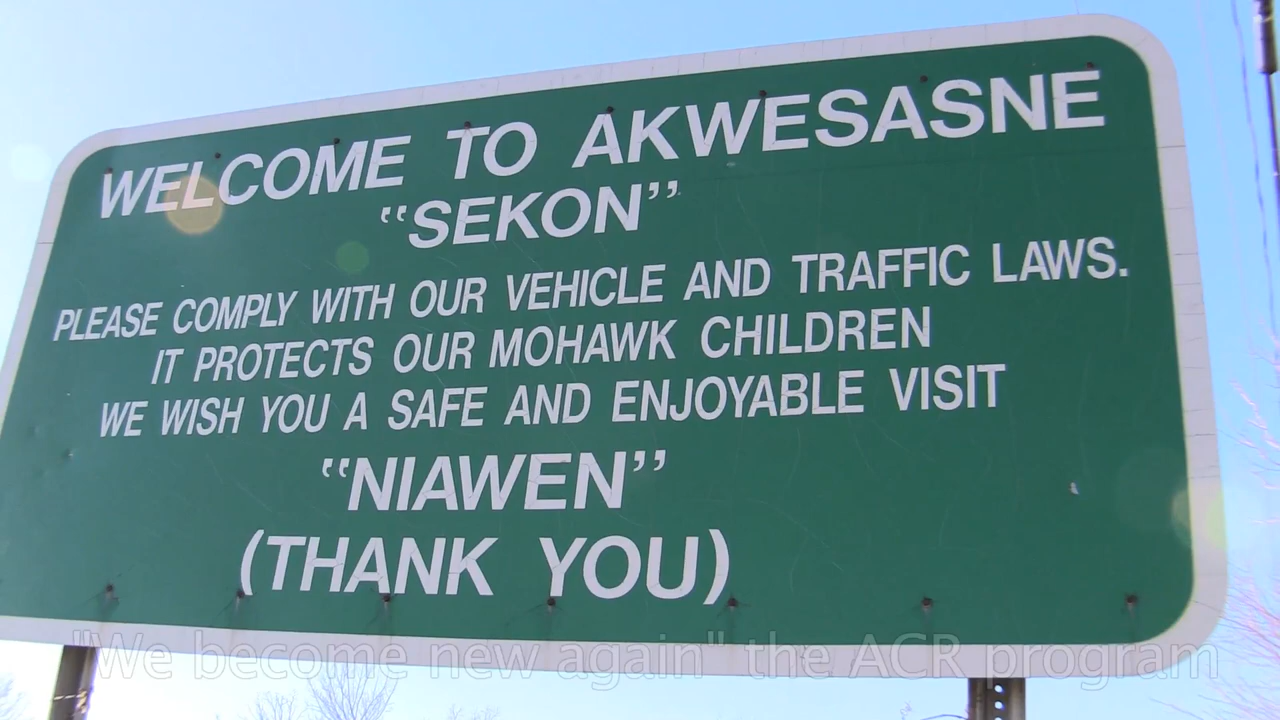 WELCOME TO AKWESASNE
"SEKON"
PLEASE COMPLY WITH OUR VEHICLE AND TRAFFIC LAWS.
IT PROTECTS OUR MOHAWK CHILDREN
WE WISH YOU A SAFE AND ENJOYABLE VISIT
"NIAWEN"
(THANK YOU)
"We become new again" the ACR program